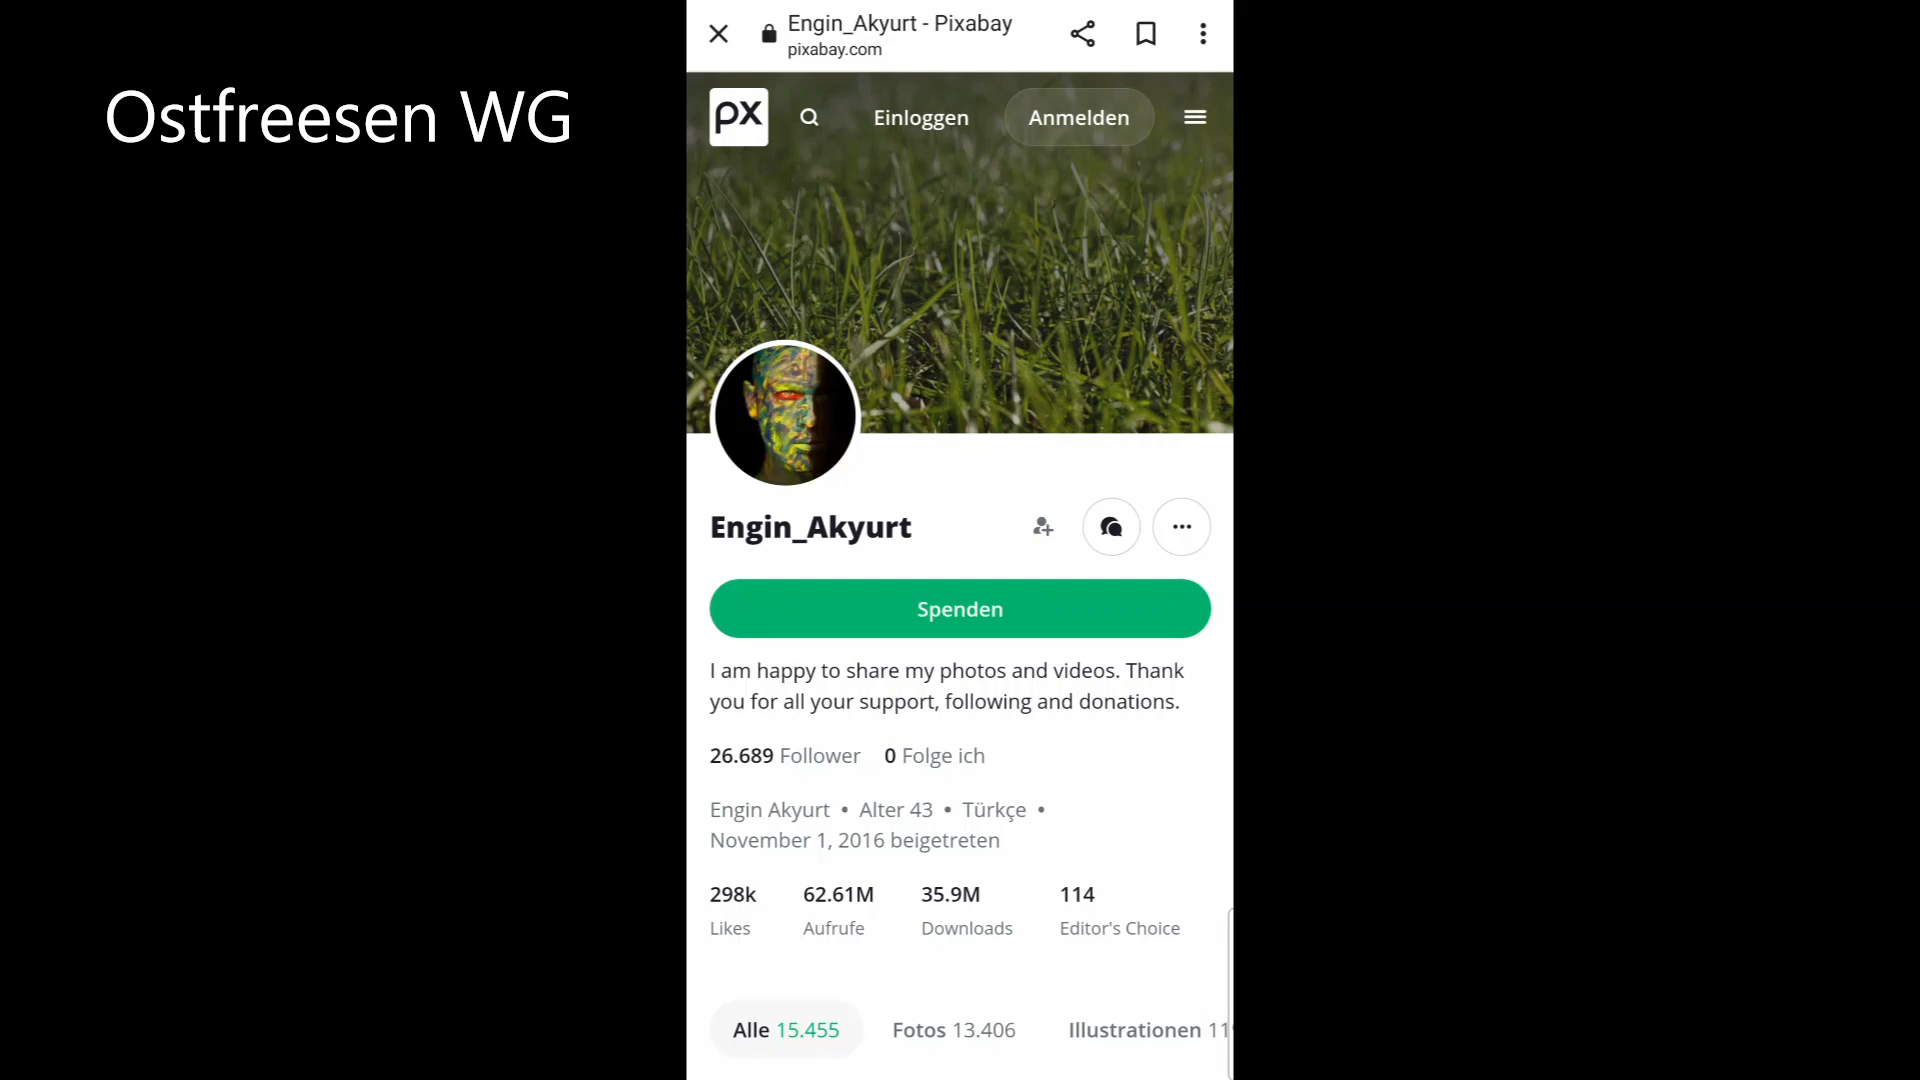 Ostfreesen WG
Engin_Akyurt - Pixabay
pixabay.com
px
Einloggen
Anmelden
Engin_Akyurt
Spenden
I am happy to share my photos and videos. Thank
you for all your support, following and donations.
26.689 Follower 0 Folge ich
Engin Akyurt • Alter 43 • Türkçe •
November 1, 2016 beigetreten
298k 62.61M 35.9M 114
Likes Aufrufe Downloads Editor's Choice
Alle 15.455 Fotos 13.406 Illustrationen